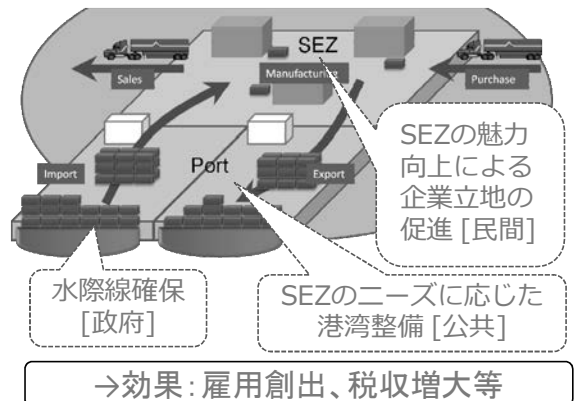 SEZ
Sales
Manufacturing
Purchase
SEZの魅力
向上による
企業立地の
促進 [民間]
Import
Port
Export
水際線確保
[政府]
SEZのニーズに応じた
港湾整備 [公共]
→効果：雇用創出、税収増大等